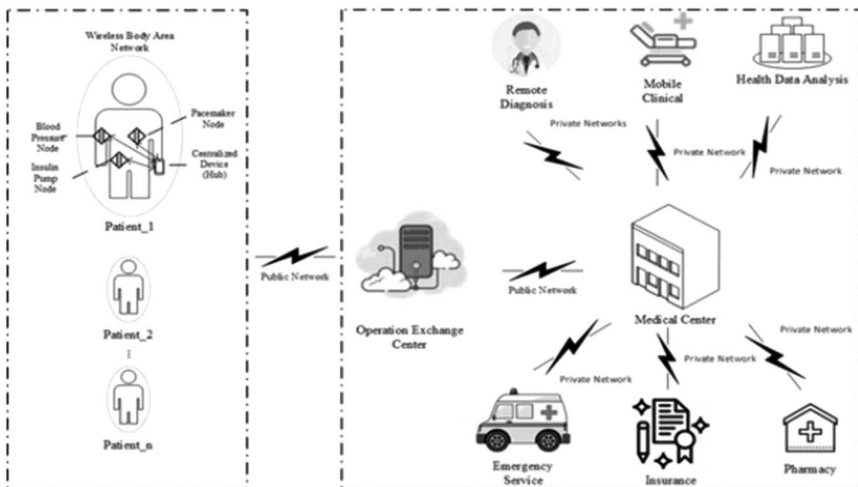 Wireless Body Area
Network
Pacemaker
Node
Blood
Pressure
Node
Insulin
Pump
Node
Centralized
Device
(Hub)
Patient_1
Patient_2
Patient_n
Public Network
Operation Exchange
Center
Public Network
Remote
Diagnosis
Mobile
Clinical
Health Data Analysis
Private Networks
Private Network
Private Network
Medical Center
Private Network
Private Network
Private Network
Emergency
Service
Insurance
Pharmacy